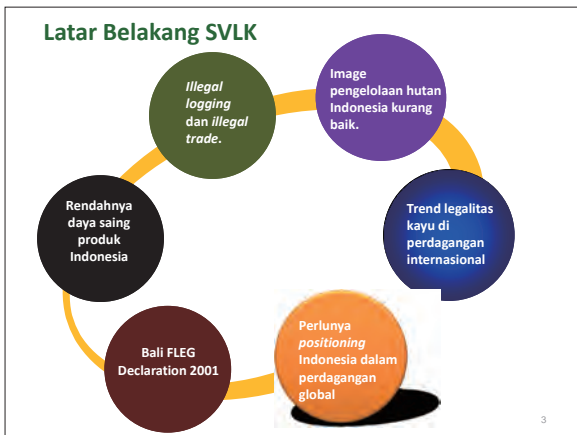 Latar Belakang SVLK
Illegal
logging
dan illegal
trade.
Image
pengelolaan hutan
Indonesia kurang
baik.
Trend legalitas
kayu di
perdagangan
internasional
Perlunya
positioning
Indonesia dalam
perdagangan
global
Bali FLEG
Declaration 2001
Rendahnya
daya saing
produk
Indonesia
3